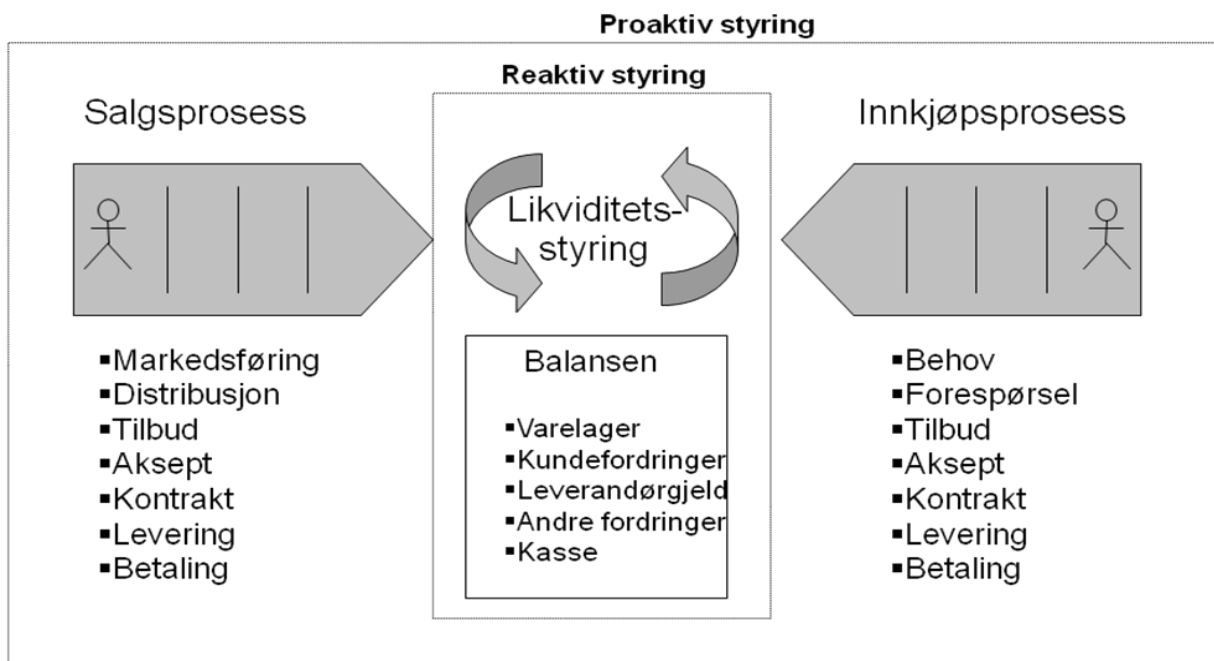 Proaktiv styring
Reaktiv styring
Salgsprosess
Innkjøpsprosess
Likviditets-
styring
▪Markedsføring
▪Distribusjon
▪Tilbud
▪Aksept
▪Kontrakt
▪Levering
▪Betaling
Balansen
▪Varelager
▪Kundefordringer
▪Leverandørgjeld
▪Andre fordringer
▪Kasse
▪Behov
▪Forespørsel
▪Tilbud
▪Aksept
▪Kontrakt
▪Levering
▪Betaling